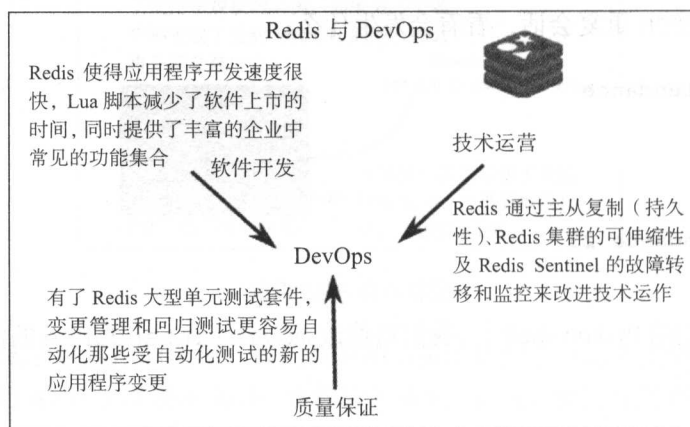 Redis 与 DevOps
Redis 使得应用程序开发速度很
快，Lua 脚本减少了软件上市的
时间，同时提供了丰富的企业中
常见的功能集合
软件开发
技术运营
Redis 通过主从复制（持久
性）、Redis 集群的可伸缩性
及 Redis Sentinel 的故障转
移和监控来改进技术运作
DevOps
有了 Redis 大型单元测试套件，
变更管理和回归测试更容易自
动化那些受自动化测试的新的
应用程序变更
质量保证